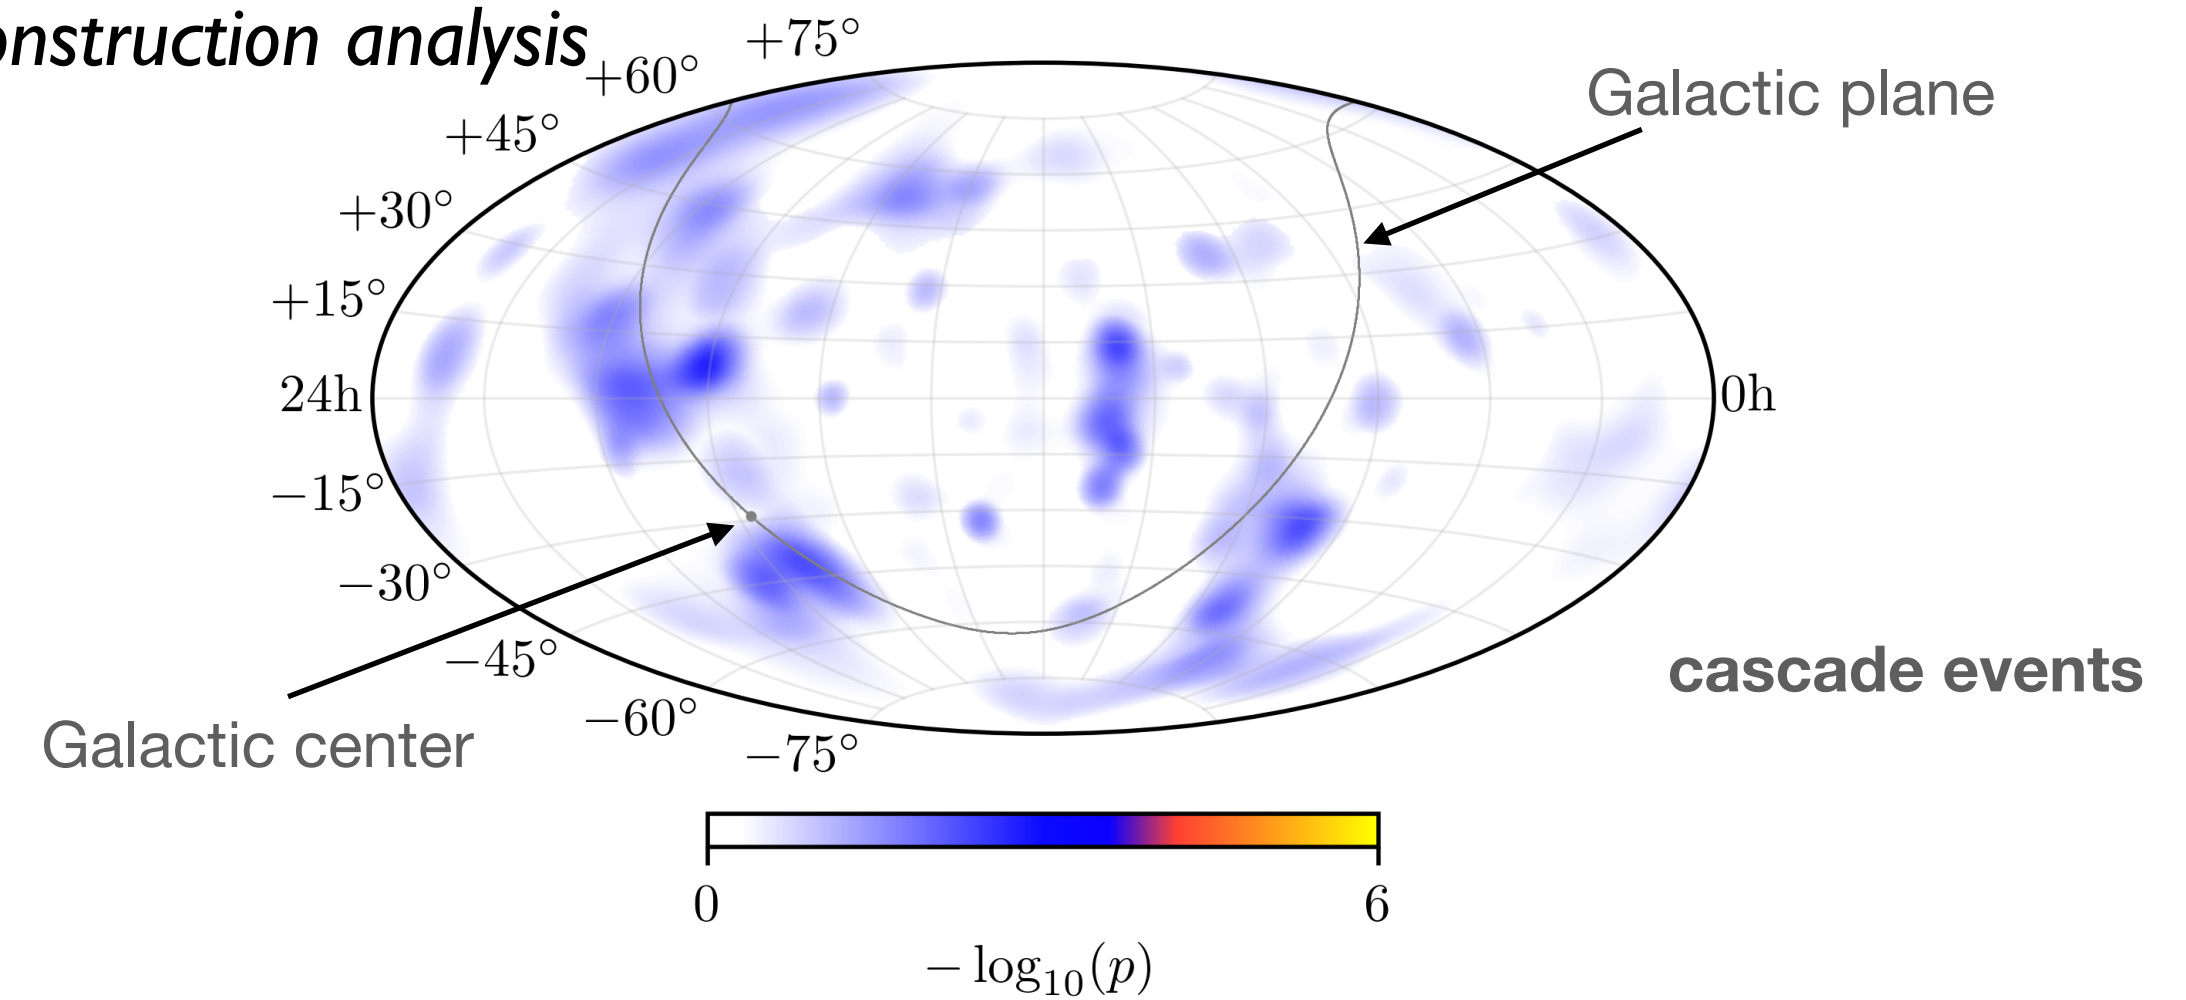 onstruction analysis
+75°
+60°
+45°
+30°
+15°
24h
0h
−15°
−30°
−45°
−60°
−75°
Galactic plane
Galactic center
cascade events
0
6
− log₁₀(p)